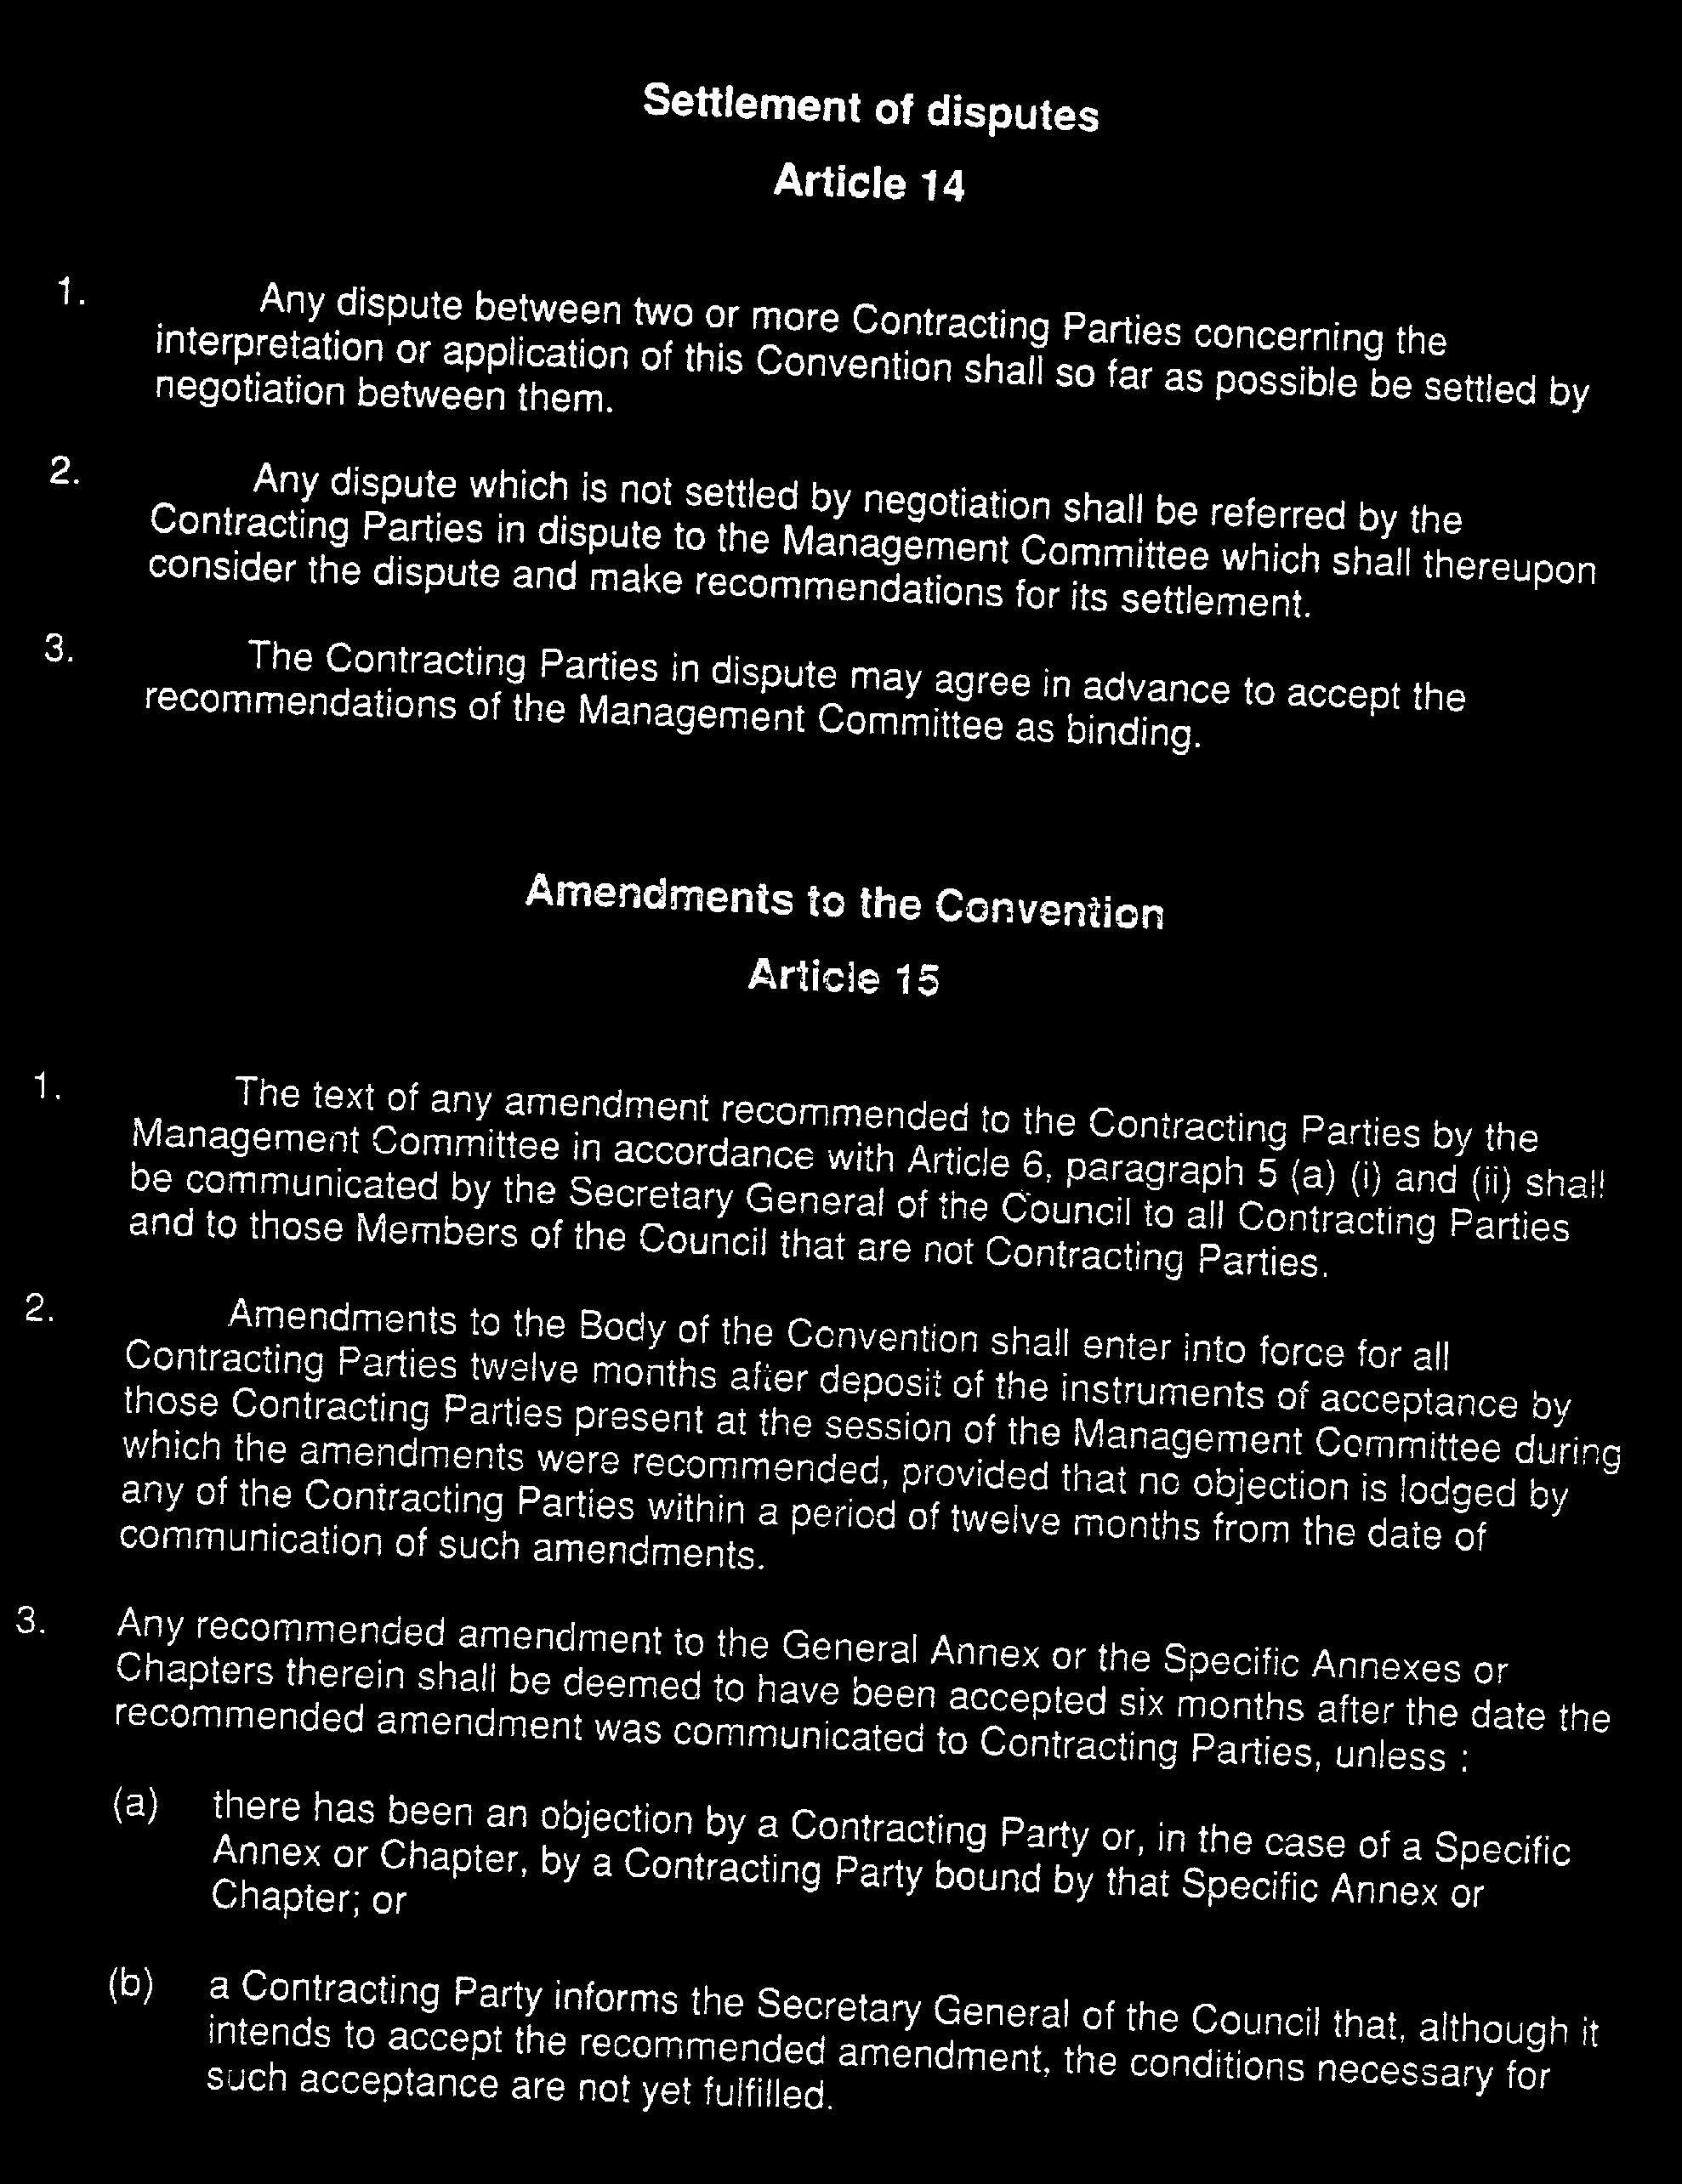 Settlement of disputes
Article 14
1. Any dispute between two or more Contracting Parties concerning the
interpretation or application of this Convention shall so far as possible be settled by
negotiation between them.
2. Any dispute which is not settled by negotiation shall be referred by the
Contracting Parties in dispute to the Management Committee which shall thereupon
consider the dispute and make recommendations for its settlement.
3. The Contracting Parties in dispute may agree in advance to accept the
recommendations of the Management Committee as binding.
Amendments to the Convention
Article 15
1. The text of any amendment recommended to the Contracting Parties by the
Management Committee in accordance with Article 6, paragraph 5 (a) (i) and (ii) shall
be communicated by the Secretary General of the Council to all Contracting Parties
and to those Members of the Council that are not Contracting Parties.
2. Amendments to the Body of the Convention shall enter into force for all
Contracting Parties twelve months after deposit of the instruments of acceptance by
those Contracting Parties present at the session of the Management Committee during
which the amendments were recommended, provided that no objection is lodged by
any of the Contracting Parties within a period of twelve months from the date of
communication of such amendments.
3. Any recommended amendment to the General Annex or the Specific Annexes or
Chapters therein shall be deemed to have been accepted six months after the date the
recommended amendment was communicated to Contracting Parties, unless :
(a) there has been an objection by a Contracting Party or, in the case of a Specific
Annex or Chapter, by a Contracting Party bound by that Specific Annex or
Chapter; or
(b) a Contracting Party informs the Secretary General of the Council that, although it
intends to accept the recommended amendment, the conditions necessary for
such acceptance are not yet fulfilled.